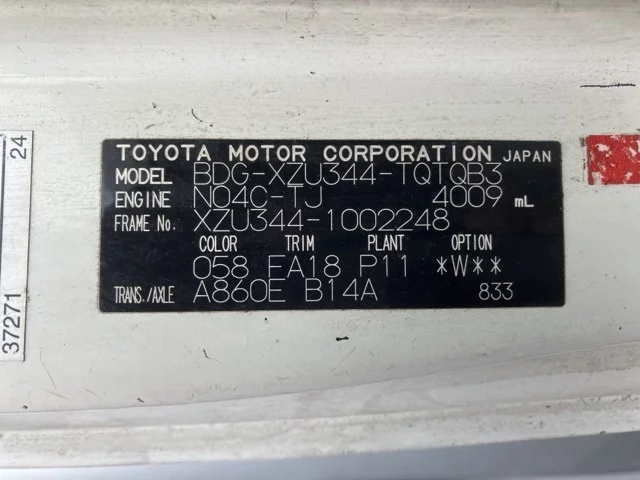 TOYOTA MOTOR CORPORATION JAPAN
MODEL BDG-XZU344-TQTQB3
ENGINE N04C-TJ 4009 mL
FRAME No. XZU344-1002248
COLOR TRIM PLANT OPTION
058 EA18 P11 *W**
TRANS./AXLE A860E B14A 833
37271 24